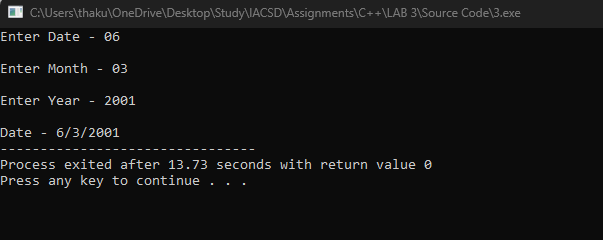 C:\Users\thaku\OneDrive\Desktop\Study\IACSD\Assignments\C++\LAB 3\Source Code\3.exe
Enter Date - 06
Enter Month - 03
Enter Year - 2001
Date - 6/3/2001
--------------------------------
Process exited after 13.73 seconds with return value 0
Press any key to continue . . .